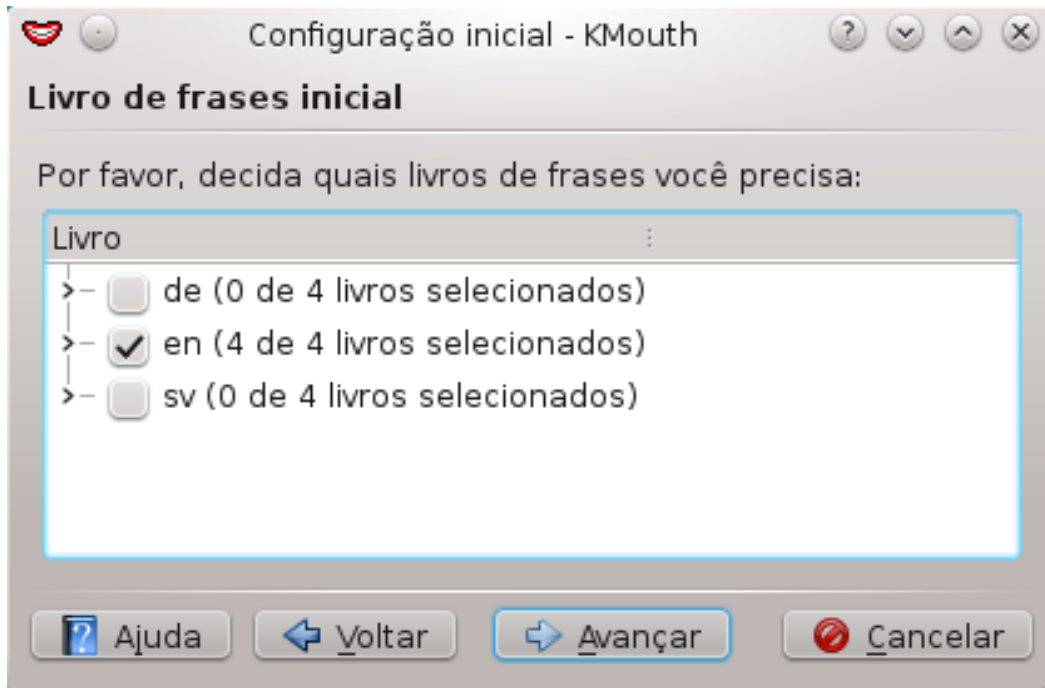 Configuração inicial - KMouth
Livro de frases inicial
Por favor, decida quais livros de frases você precisa:
Livro
de (0 de 4 livros selecionados)
en (4 de 4 livros selecionados)
sv (0 de 4 livros selecionados)
Ajuda Voltar Avançar Cancelar